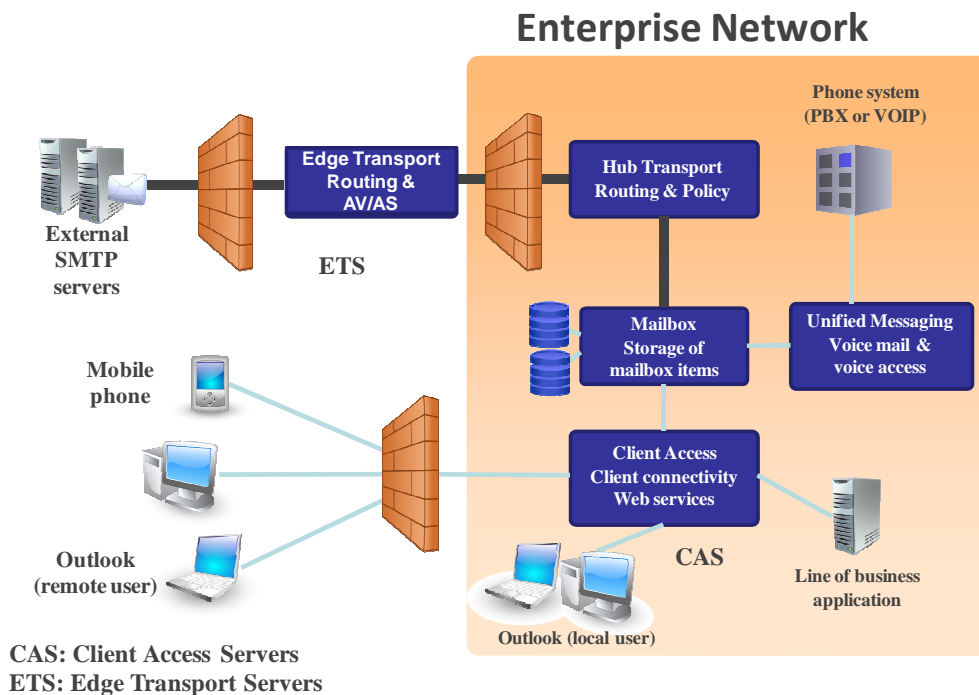 Enterprise Network
Phone system
(PBX or VOIP)
Edge Transport
Routing &
AV/AS
Hub Transport
Routing & Policy
External
SMTP
servers
ETS
Mailbox
Storage of
mailbox items
Unified Messaging
Voice mail &
voice access
Mobile
phone
Client Access
Client connectivity
Web services
Outlook
(remote user)
CAS
Line of business
application
Outlook (local user)
CAS: Client Access Servers
ETS: Edge Transport Servers